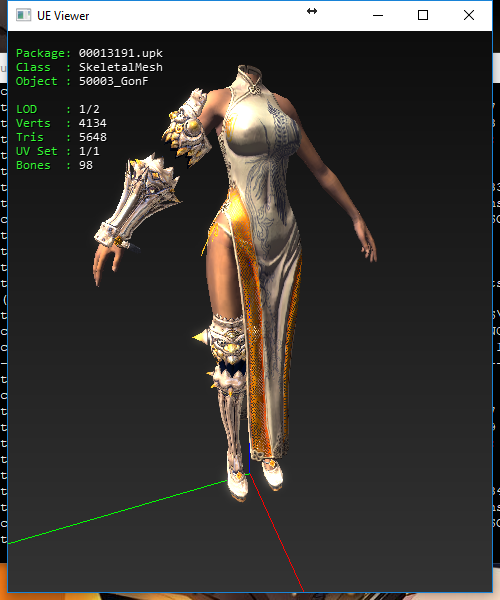 UE Viewer
Package: 00013191.upk
Class : SkeletalMesh
Object : 50003_GonF
LOD : 1/2
Verts : 4134
Tris : 5648
UV Set : 1/1
Bones : 98